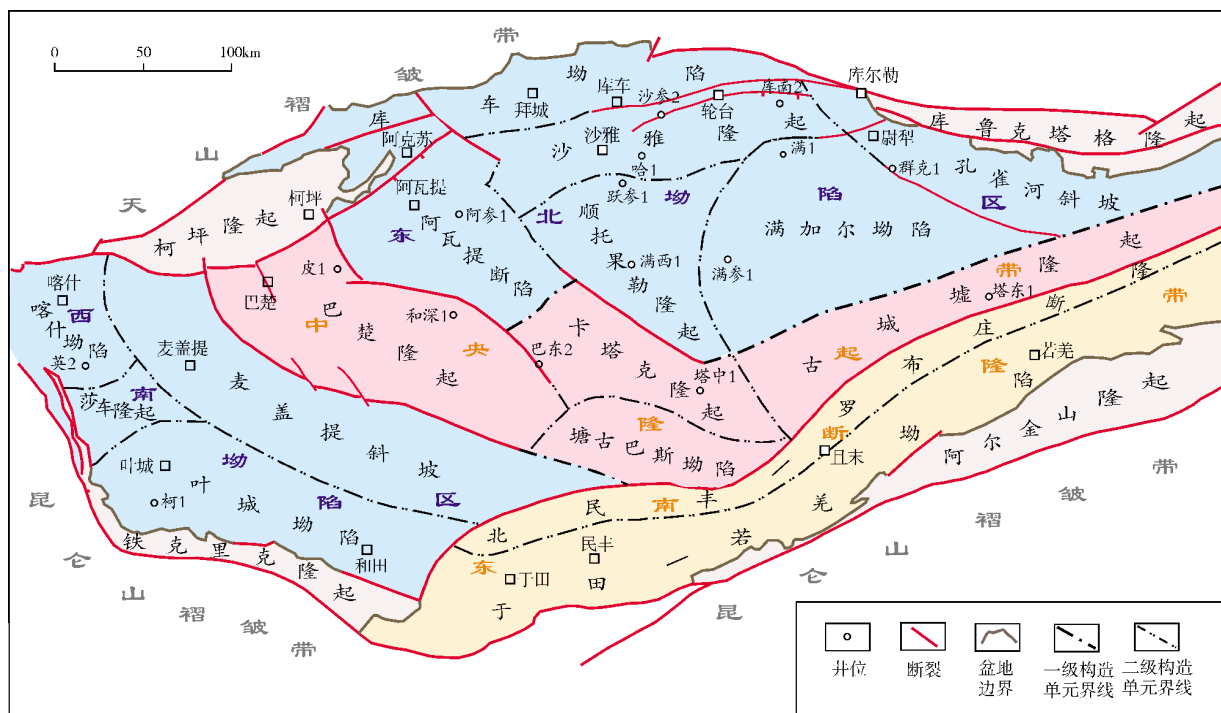 0 50 100km
天山褶皱带
库车坳陷
拜城
库车
沙参2
轮台
库南2
库尔勒
库鲁克塔格隆起
阿克苏
沙雅
沙雅隆起
哈1
满1
尉犁
群克1
孔雀河斜坡
柯坪
柯坪隆起
阿瓦提
阿参1
阿瓦提断陷
跃参1
东北坳陷区
顺托果勒隆起
满西1
满参1
满加尔坳陷
喀什
喀什坳陷
英2
皮1
巴楚
巴楚隆起
和深1
巴东2
卡塔克隆起
塔中1
中央隆起带
古城墟隆起
塔东1
麦盖提
麦盖提斜坡
莎车隆起
西南坳陷区
塘古巴斯坳陷
罗布庄断隆
若羌
且末
叶城
柯1
叶城坳陷
和田
铁克里克隆起
北民丰
民丰
于田
于田若羌坳陷
东南断隆带
阿尔金山隆起
昆仑山褶皱带
昆仑山褶皱带
井位
断裂
盆地
边界
一级构造
单元界线
二级构造
单元界线